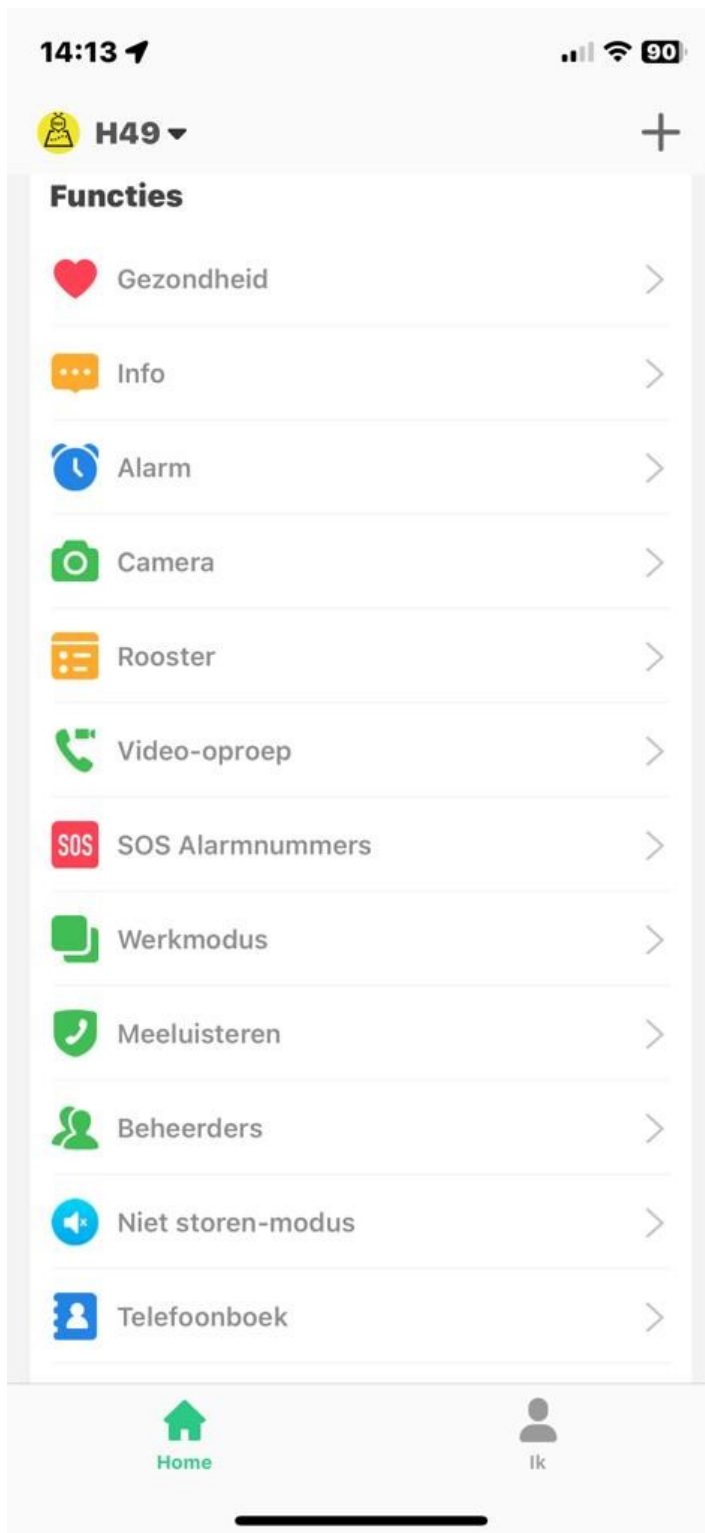 14:13
90
H49
Functies
Gezondheid
Info
Alarm
Camera
Rooster
Video-oproep
SOS SOS Alarmnummers
Werkmodus
Meeluisteren
Beheerders
Niet storen-modus
Telefoonboek
Home
Ik